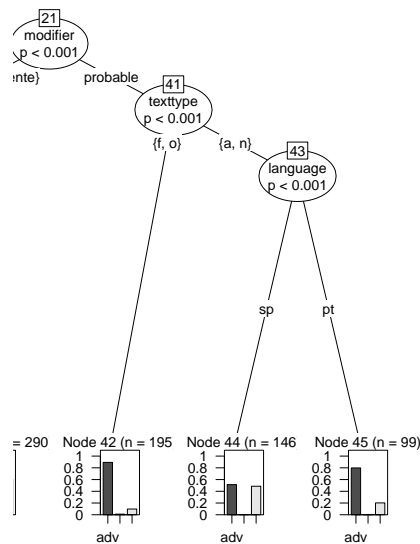 21
modifier
p < 0.001
ente}
probable
41
texttype
p < 0.001
{f, o}
{a, n}
43
language
p < 0.001
sp
pt
= 290
Node 42 (n = 195
Node 44 (n = 146
Node 45 (n = 99)
1
0.8
0.6
0.4
0.2
0
adv
1
0.8
0.6
0.4
0.2
0
adv
1
0.8
0.6
0.4
0.2
0
adv